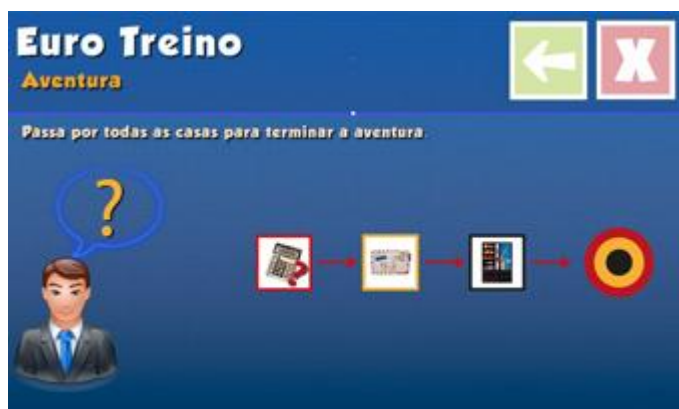 Euro Treino
Aventura
X
Passa por todas as casas para terminar a aventura
?